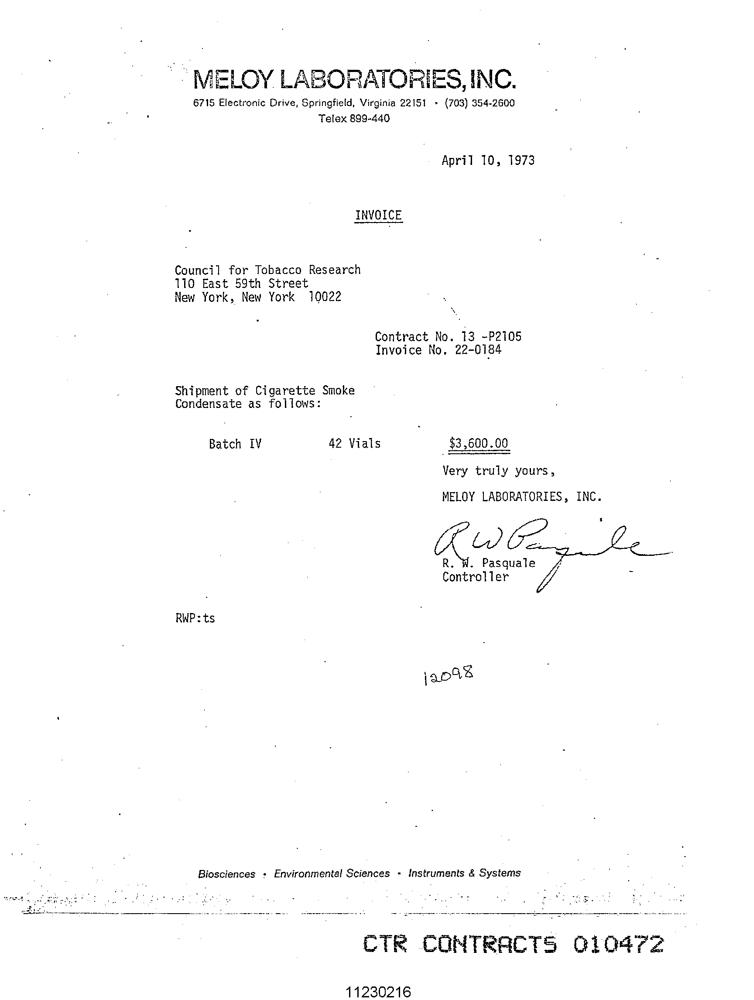 MELOY LABORATORIES, INC.
6715 Electronic Drive, Springfield, Virginia 22151 • (703) 354-2600
Telex 899-440
April 10, 1973
INVOICE
Council for Tobacco Research
110 East 59th Street
New York, New York 10022
Contract No. 13 -P2105
Invoice No. 22-0184
Shipment of Cigarette Smoke
Condensate as follows:
Batch IV 42 Vials $3,600.00
Very truly yours,
MELOY LABORATORIES, INC.
R W Pasquale
R. W. Pasquale
Controller
RWP:ts
12098
Biosciences • Environmental Sciences • Instruments & Systems
CTR CONTRACTS 010472
11230216